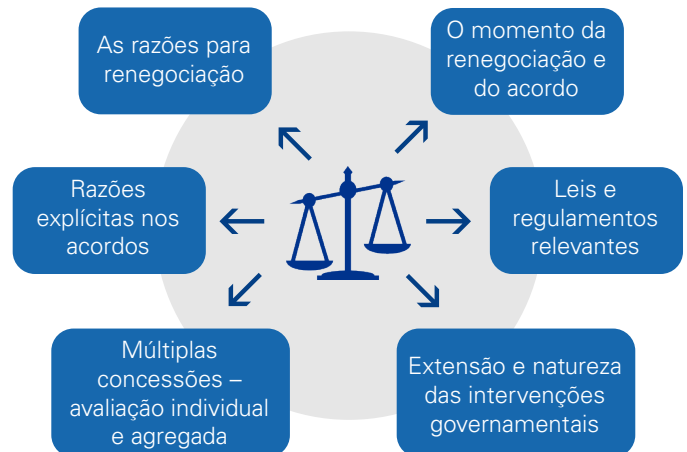 As razões para
renegociação
O momento da
renegociação e
do acordo
Razões
explícitas nos
acordos
Leis e
regulamentos
relevantes
Múltiplas
concessões –
avaliação individual
e agregada
Extensão e natureza
das intervenções
governamentais